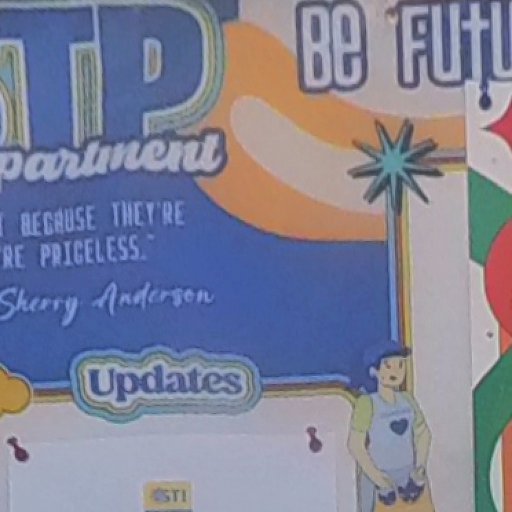 STP BE FUTU
partment
BECAUSE THEY'RE
'RE PRICELESS."
Sherry Anderson
Updates
STI